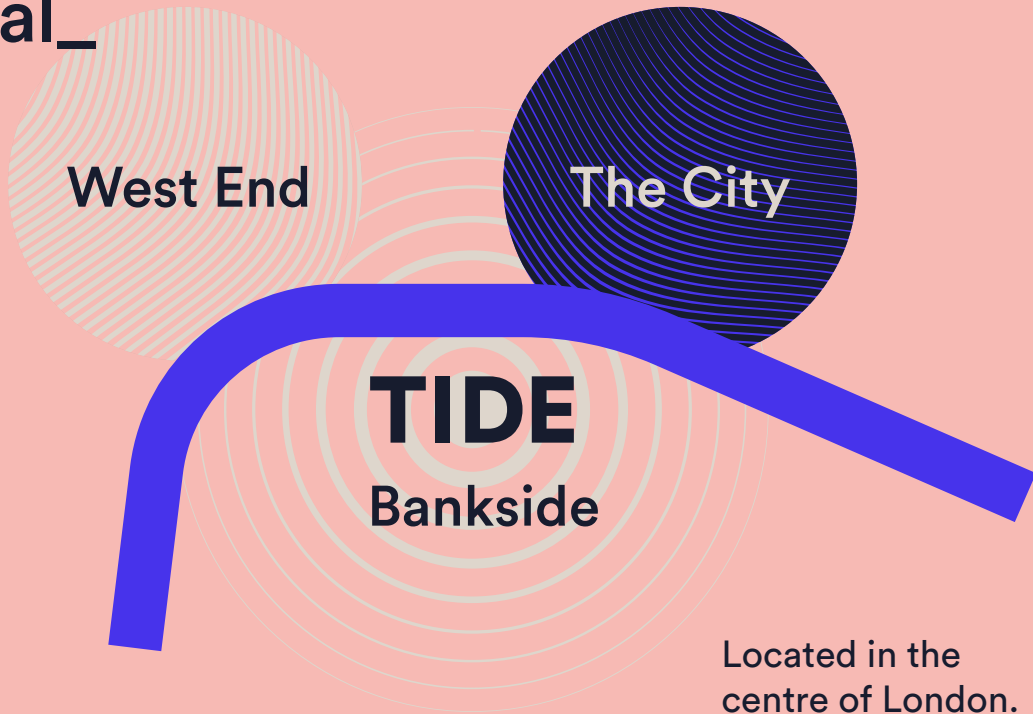 al_
West End
The City
TIDE
Bankside
Located in the
centre of London.